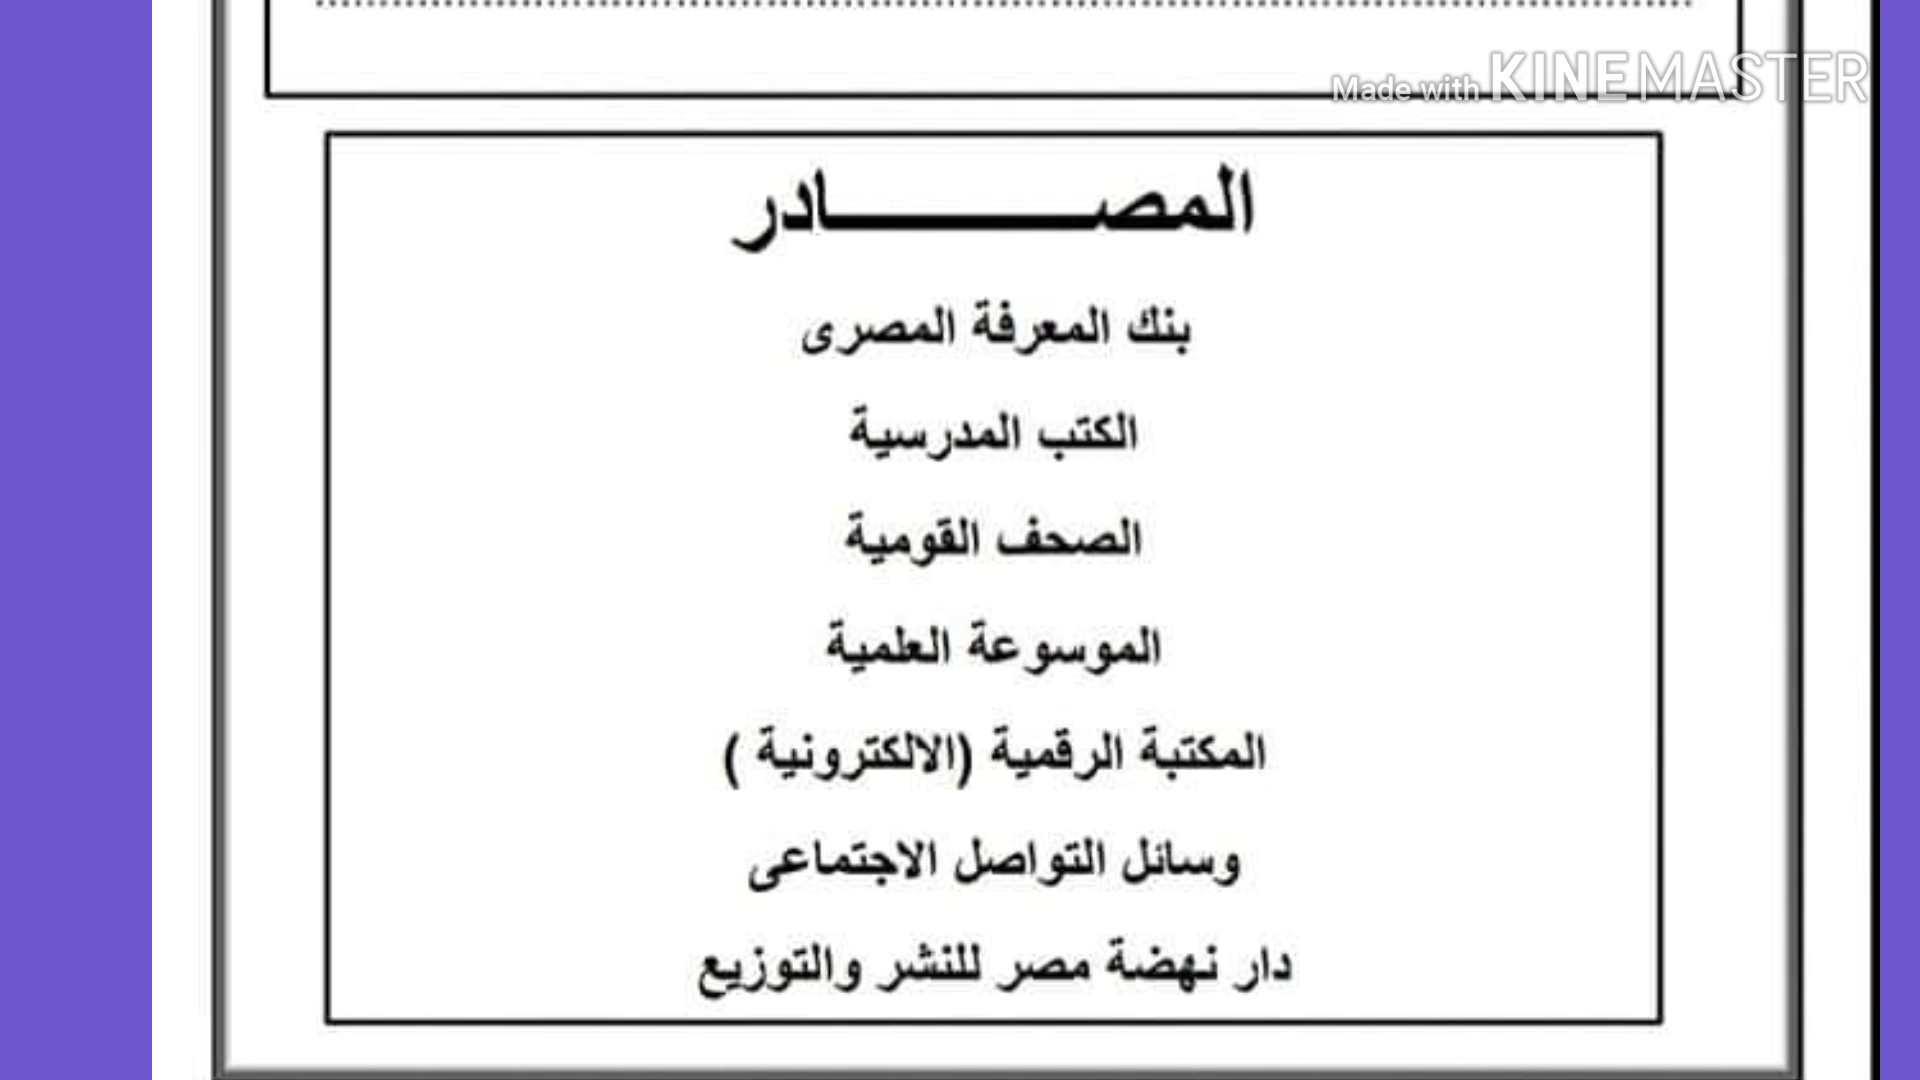 Made with KINEMASTER
المصـــــــــادر
بنك المعرفة المصرى
الكتب المدرسية
الصحف القومية
الموسوعة العلمية
المكتبة الرقمية (الالكترونية )
وسائل التواصل الاجتماعى
دار نهضة مصر للنشر والتوزيع